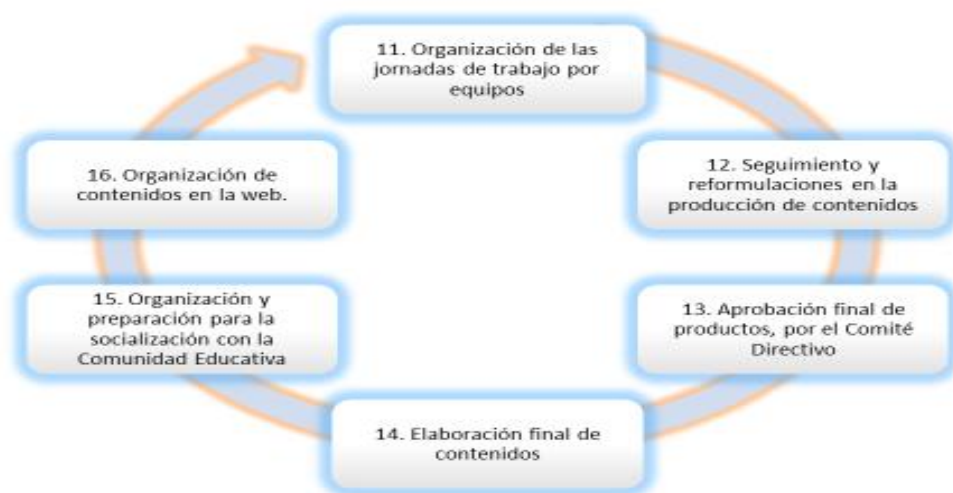 11. Organización de las
jornadas de trabajo por
equipos
12. Seguimiento y
reformulaciones en la
producción de contenidos
13. Aprobación final de
productos, por el Comité
Directivo
14. Elaboración final de
contenidos
15. Organización y
preparación para la
socialización con la
Comunidad Educativa
16. Organización de
contenidos en la web.